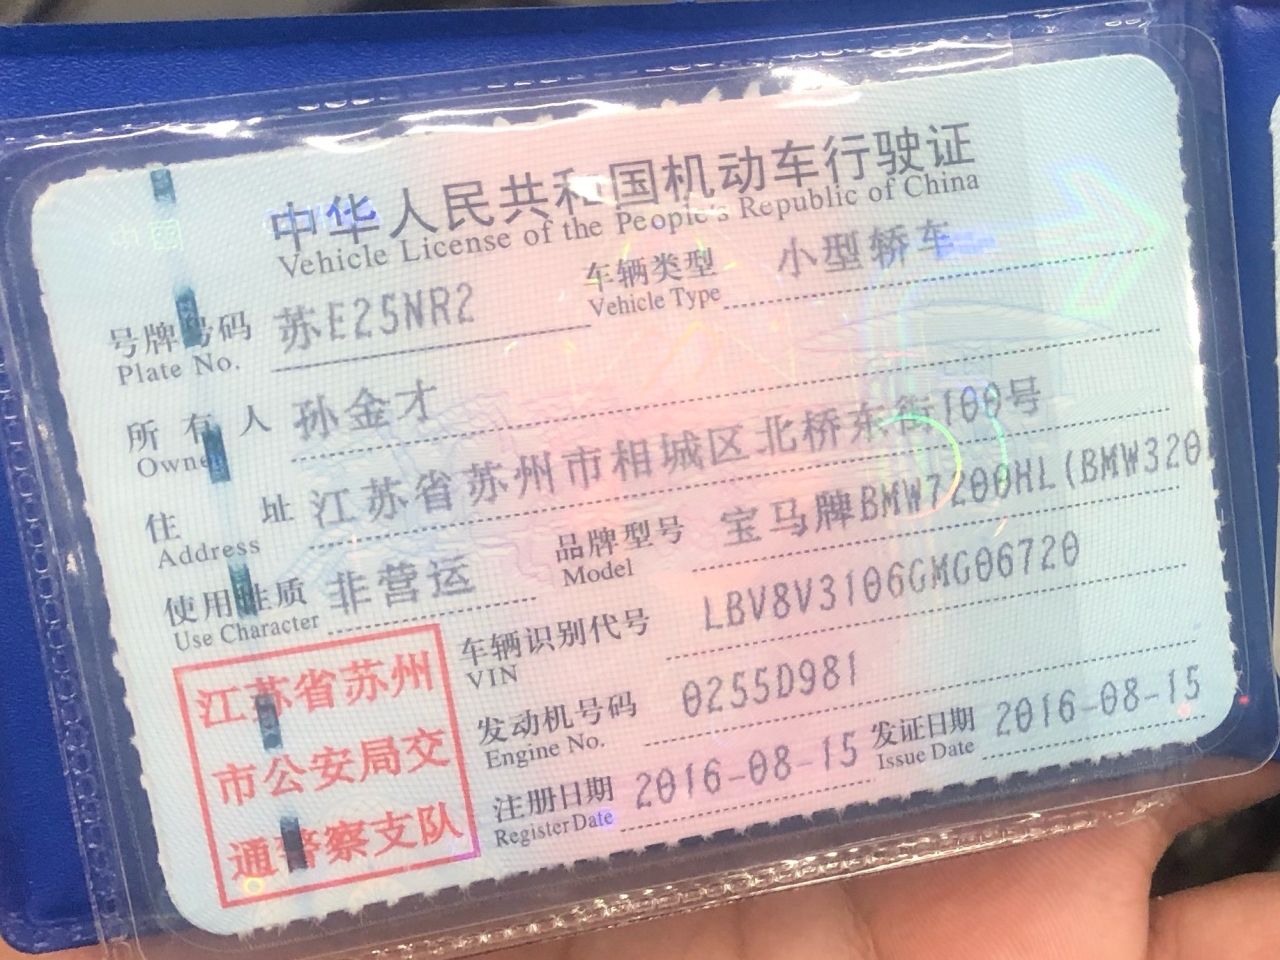 中华人民共和国机动车行驶证
Vehicle License of the People's Republic of China
号牌号码 苏E25NR2 车辆类型 小型轿车
Plate No. Vehicle Type
所有人 孙金才
Owner
住址 江苏省苏州市相城区北桥东街100号
Address
使用性质 非营运 品牌型号 宝马牌BMW7200HL(BMW320
Use Character Model
车辆识别代号 LBV8V3106GMG06720
VIN
发动机号码 0255D981
Engine No.
注册日期 2016-08-15 发证日期 2016-08-15
Register Date Issue Date
江苏省苏州
市公安局交
通警察支队